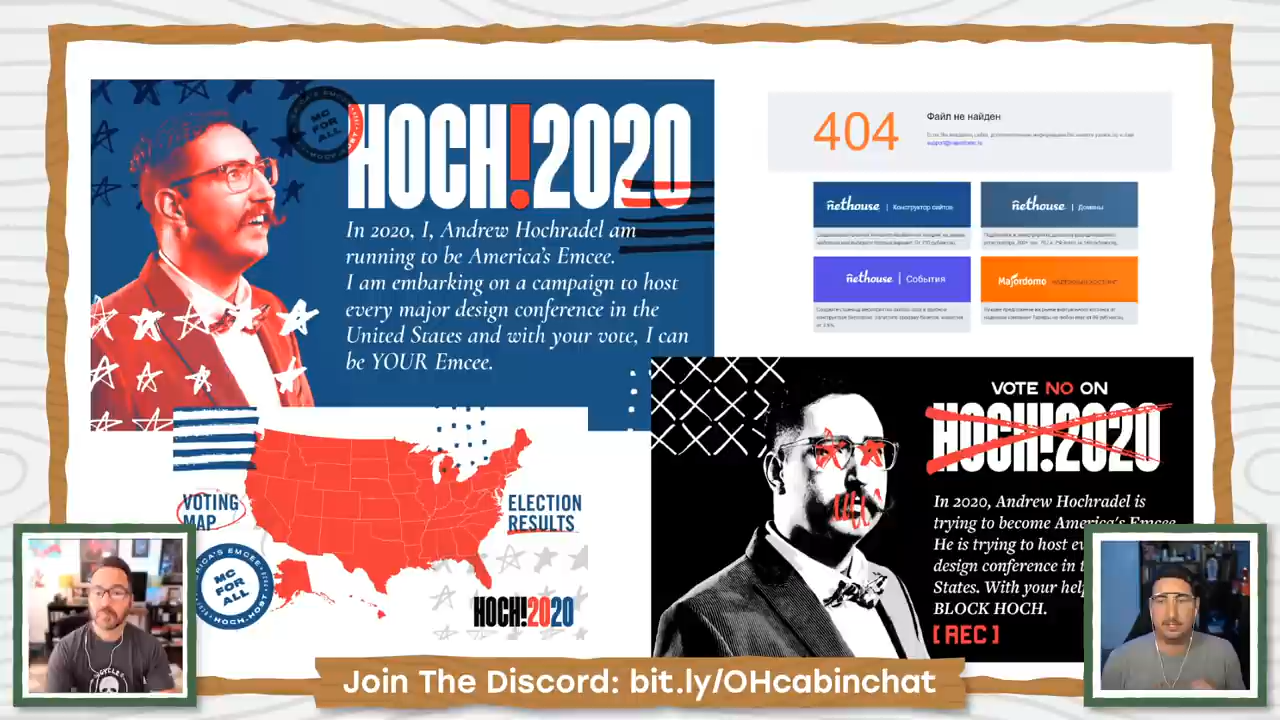 MC
FOR
ALL
HOCH!2020
In 2020, I, Andrew Hochradel am
running to be America's Emcee.
I am embarking on a campaign to host
every major design conference in the
United States and with your vote, I can
be YOUR Emcee.
404
Файл не найден
nethouse | Конструктор сайтов
nethouse | Домены
nethouse | События
Majordomo
VOTING
MAP
ELECTION
RESULTS
MC
FOR
ALL
HOCH-HOST
HOCH!2020
VOTE NO ON
HOCH!2020
In 2020, Andrew Hochradel is
trying to become America's Emcee
He is trying to host
design conference in
States. With your
BLOCK HOCH.
[REC]
Join The Discord: bit.ly/OHcabinchat